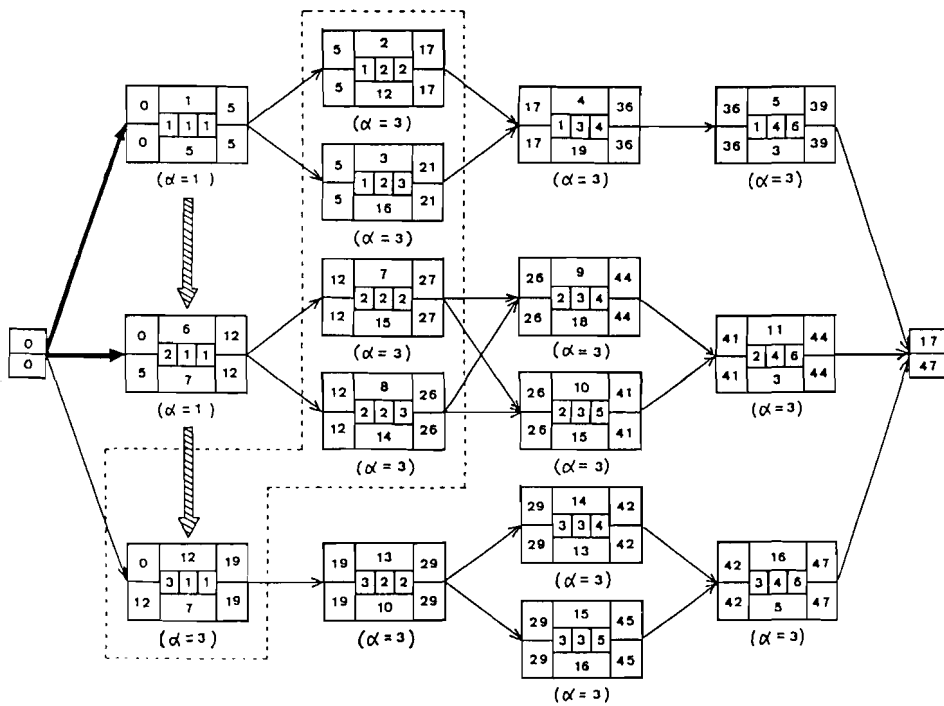 0
0
0 1 5
1 1 1
0 5 5
(α=1)
5 2 17
1 2 2
5 12 17
(α=3)
5 3 21
1 2 3
5 16 21
(α=3)
17 4 36
1 3 4
17 19 36
(α=3)
36 5 39
1 4 6
36 3 39
(α=3)
0 6 12
2 1 1
5 7 12
(α=1)
12 7 27
2 2 2
12 15 27
(α=3)
12 8 26
2 2 3
12 14 26
(α=3)
26 9 44
2 3 4
26 18 44
(α=3)
26 10 41
2 3 5
26 15 41
(α=3)
41 11 44
2 4 6
41 3 44
(α=3)
17
47
0 12 19
3 1 1
12 7 19
(α=3)
19 13 29
3 2 2
19 10 29
(α=3)
29 14 42
3 3 4
29 13 42
(α=3)
29 15 45
3 3 5
29 16 45
(α=3)
42 16 47
3 4 6
42 5 47
(α=3)